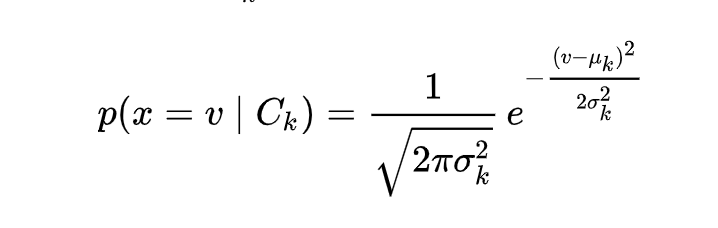 p(x = v | C_k) = \frac{1}{\sqrt{2\pi\sigma_k^2}} e^{-\frac{(v-\mu_k)^2}{2\sigma_k^2}}